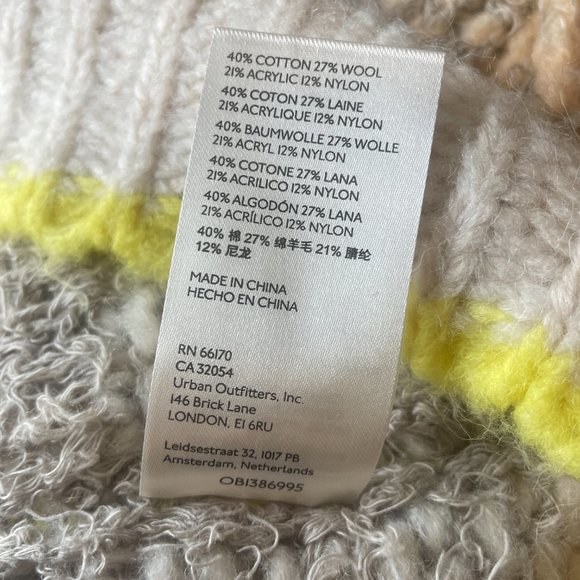 40% COTTON 27% WOOL
21% ACRYLIC 12% NYLON
40% COTON 27% LAINE
21% ACRYLIQUE 12% NYLON
40% BAUMWOLLE 27% WOLLE
21% ACRYL 12% NYLON
40% COTONE 27% LANA
21% ACRILICO 12% NYLON
40% ALGODÓN 27% LANA
21% ACRÍLICO 12% NYLON
40% 棉 27% 绵羊毛 21% 腈纶
12% 尼龙
MADE IN CHINA
HECHO EN CHINA
RN 66170
CA 32054
Urban Outfitters, Inc.
146 Brick Lane
LONDON, E1 6RU
Leidsestraat 32, 1017 PB
Amsterdam, Netherlands
OB1386995